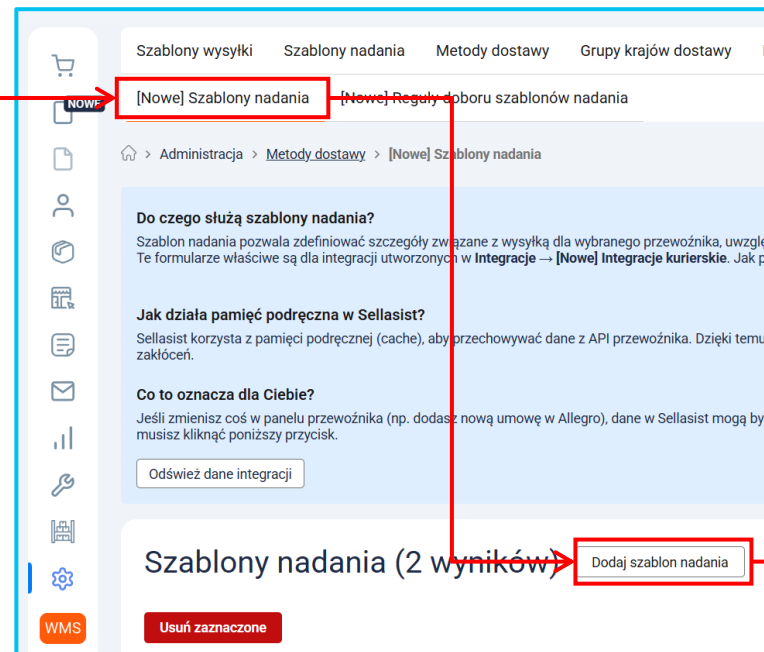 Szablony wysyłki Szablony nadania Metody dostawy Grupy krajów dostawy
NOWE
[Nowe] Szablony nadania [Nowe] Reguły doboru szablonów nadania
Administracja > Metody dostawy > [Nowe] Szablony nadania
Do czego służą szablony nadania?
Szablon nadania pozwala zdefiniować szczegóły związane z wysyłką dla wybranego przewoźnika, uwzglę
Te formularze właściwe są dla integracji utworzonych w Integracje → [Nowe] Integracje kurierskie. Jak p
Jak działa pamięć podręczna w Sellasist?
Sellasist korzysta z pamięci podręcznej (cache), aby przechowywać dane z API przewoźnika. Dzięki temu
zakłóceń.
Co to oznacza dla Ciebie?
Jeśli zmienisz coś w panelu przewoźnika (np. dodasz nową umowę w Allegro), dane w Sellasist mogą by
musisz kliknąć poniższy przycisk.
Odśwież dane integracji
Szablony nadania (2 wyników) Dodaj szablon nadania
WMS
Usuń zaznaczone